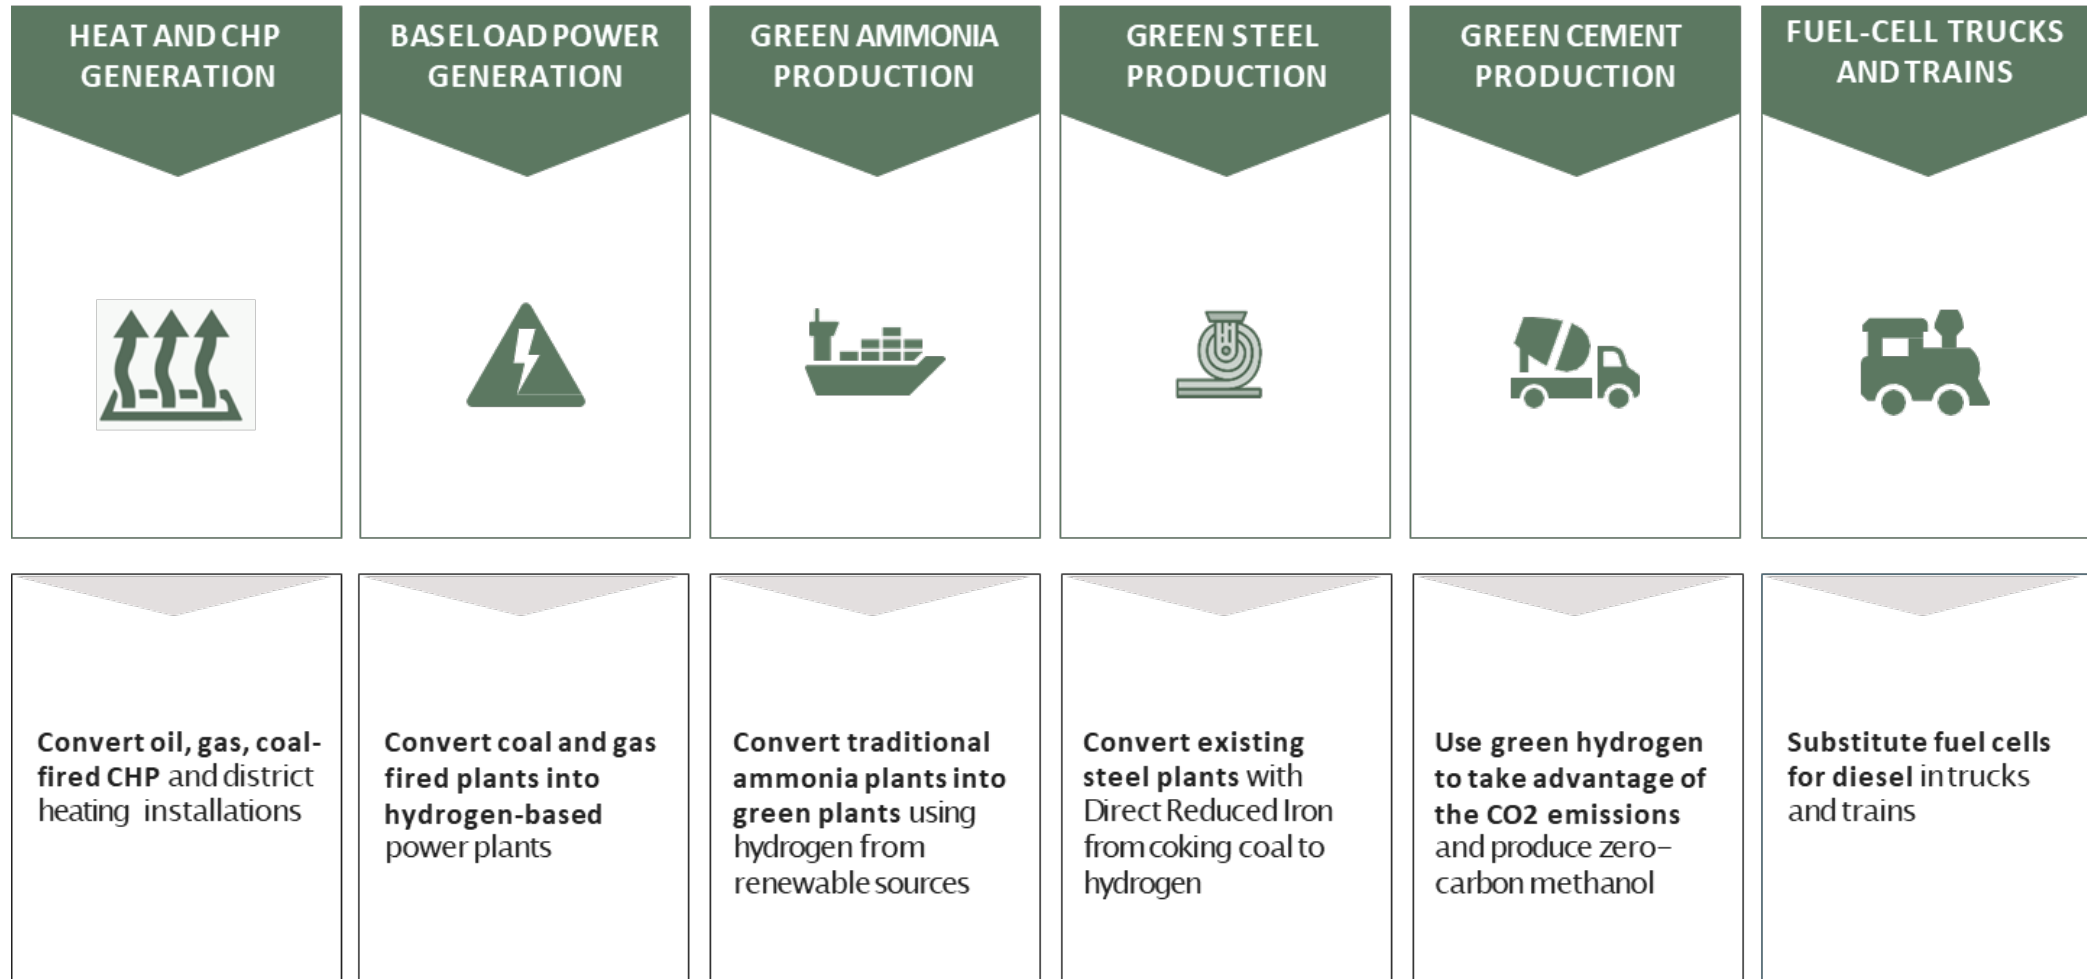 HEAT AND CHP
GENERATION
BASELOAD POWER
GENERATION
GREEN AMMONIA
PRODUCTION
GREEN STEEL
PRODUCTION
GREEN CEMENT
PRODUCTION
FUEL-CELL TRUCKS
AND TRAINS
Convert oil, gas, coal-
fired CHP and district
heating installations
Convert coal and gas
fired plants into
hydrogen-based
power plants
Convert traditional
ammonia plants into
green plants using
hydrogen from
renewable sources
Convert existing
steel plants with
Direct Reduced Iron
from coking coal to
hydrogen
Use green hydrogen
to take advantage of
the CO2 emissions
and produce zero–
carbon methanol
Substitute fuel cells
for diesel in trucks
and trains